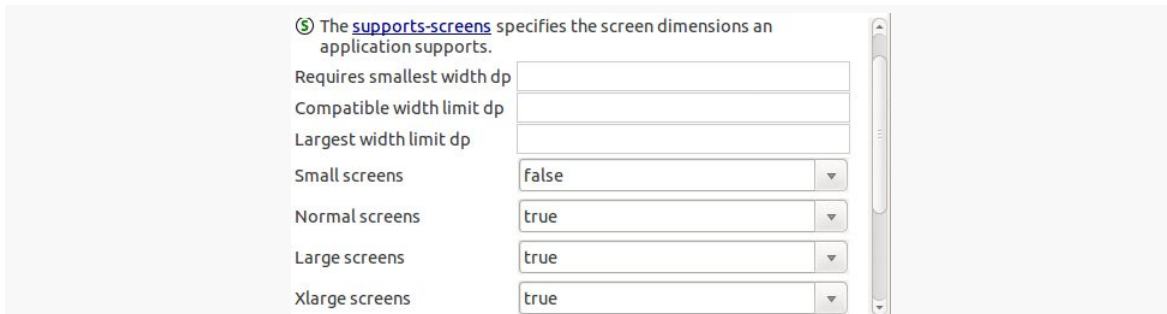 S The supports-screens specifies the screen dimensions an
application supports.
Requires smallest width dp
Compatible width limit dp
Largest width limit dp
Small screens false
Normal screens true
Large screens true
Xlarge screens true